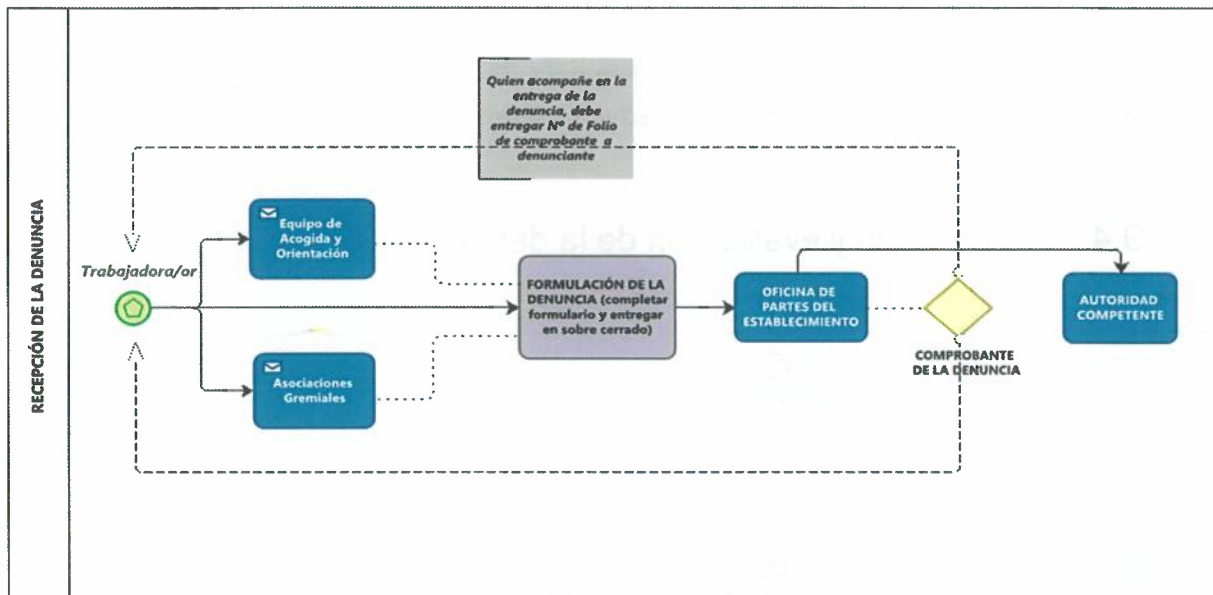 RECEPCIÓN DE LA DENUNCIA
Quien acompañe en la
entrega de la
denuncia, debe
entregar Nº de Folio
de comprobante a
denunciante
Trabajadora/or
Equipo de
Acogida y
Orientación
Asociaciones
Gremiales
FORMULACIÓN DE LA
DENUNCIA (completar
formulario y entregar
en sobre cerrado)
OFICINA DE
PARTES DEL
ESTABLECIMIENTO
COMPROBANTE
DE LA DENUNCIA
AUTORIDAD
COMPETENTE